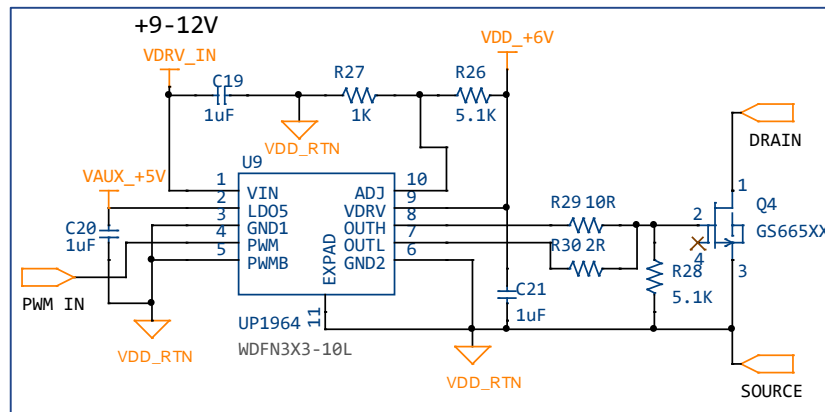 +9-12V
VDRV_IN
VDD_+6V
C19
1uF
R27
1K
R26
5.1K
VDD_RTN
DRAIN
U9
VAUX_+5V
1
2
3
4
5
VIN
LDO5
GND1
PWM
PWMB
EXPAD
ADJ
VDRV
OUTH
OUTL
GND2
10
9
8
7
6
11
C20
1uF
PWM IN
VDD_RTN
UP1964
WDFN3X3-10L
R29 10R
R30 2R
R28
5.1K
C21
1uF
VDD_RTN
1
2
4
3
Q4
GS665XX
SOURCE